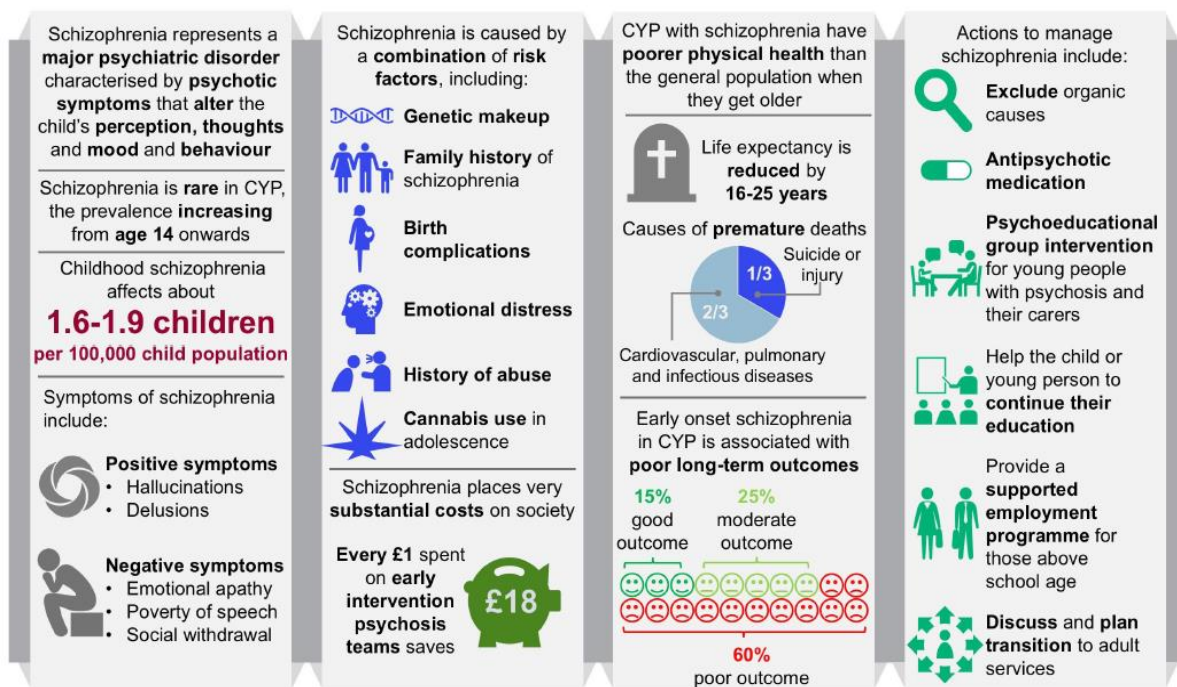 Schizophrenia represents a
major psychiatric disorder
characterised by psychotic
symptoms that alter the
child's perception, thoughts
and mood and behaviour
Schizophrenia is rare in CYP,
the prevalence increasing
from age 14 onwards
Childhood schizophrenia
affects about
1.6-1.9 children
per 100,000 child population
Symptoms of schizophrenia
include:
Positive symptoms
• Hallucinations
• Delusions
Negative symptoms
• Emotional apathy
• Poverty of speech
• Social withdrawal
Schizophrenia is caused by
a combination of risk
factors, including:
Genetic makeup
Family history of
schizophrenia
Birth
complications
Emotional distress
History of abuse
Cannabis use in
adolescence
Schizophrenia places very
substantial costs on society
Every £1 spent
on early
intervention
psychosis
teams saves
£18
CYP with schizophrenia have
poorer physical health than
the general population when
they get older
Life expectancy is
reduced by
16-25 years
Causes of premature deaths
Suicide or
injury
1/3
2/3
Cardiovascular, pulmonary
and infectious diseases
Early onset schizophrenia
in CYP is associated with
poor long-term outcomes
15%
good
outcome
25%
moderate
outcome
60%
poor outcome
Actions to manage
schizophrenia include:
Exclude organic
causes
Antipsychotic
medication
Psychoeducational
group intervention
for young people
with psychosis and
their carers
Help the child or
young person to
continue their
education
Provide a
supported
employment
programme for
those above
school age
Discuss and plan
transition to adult
services